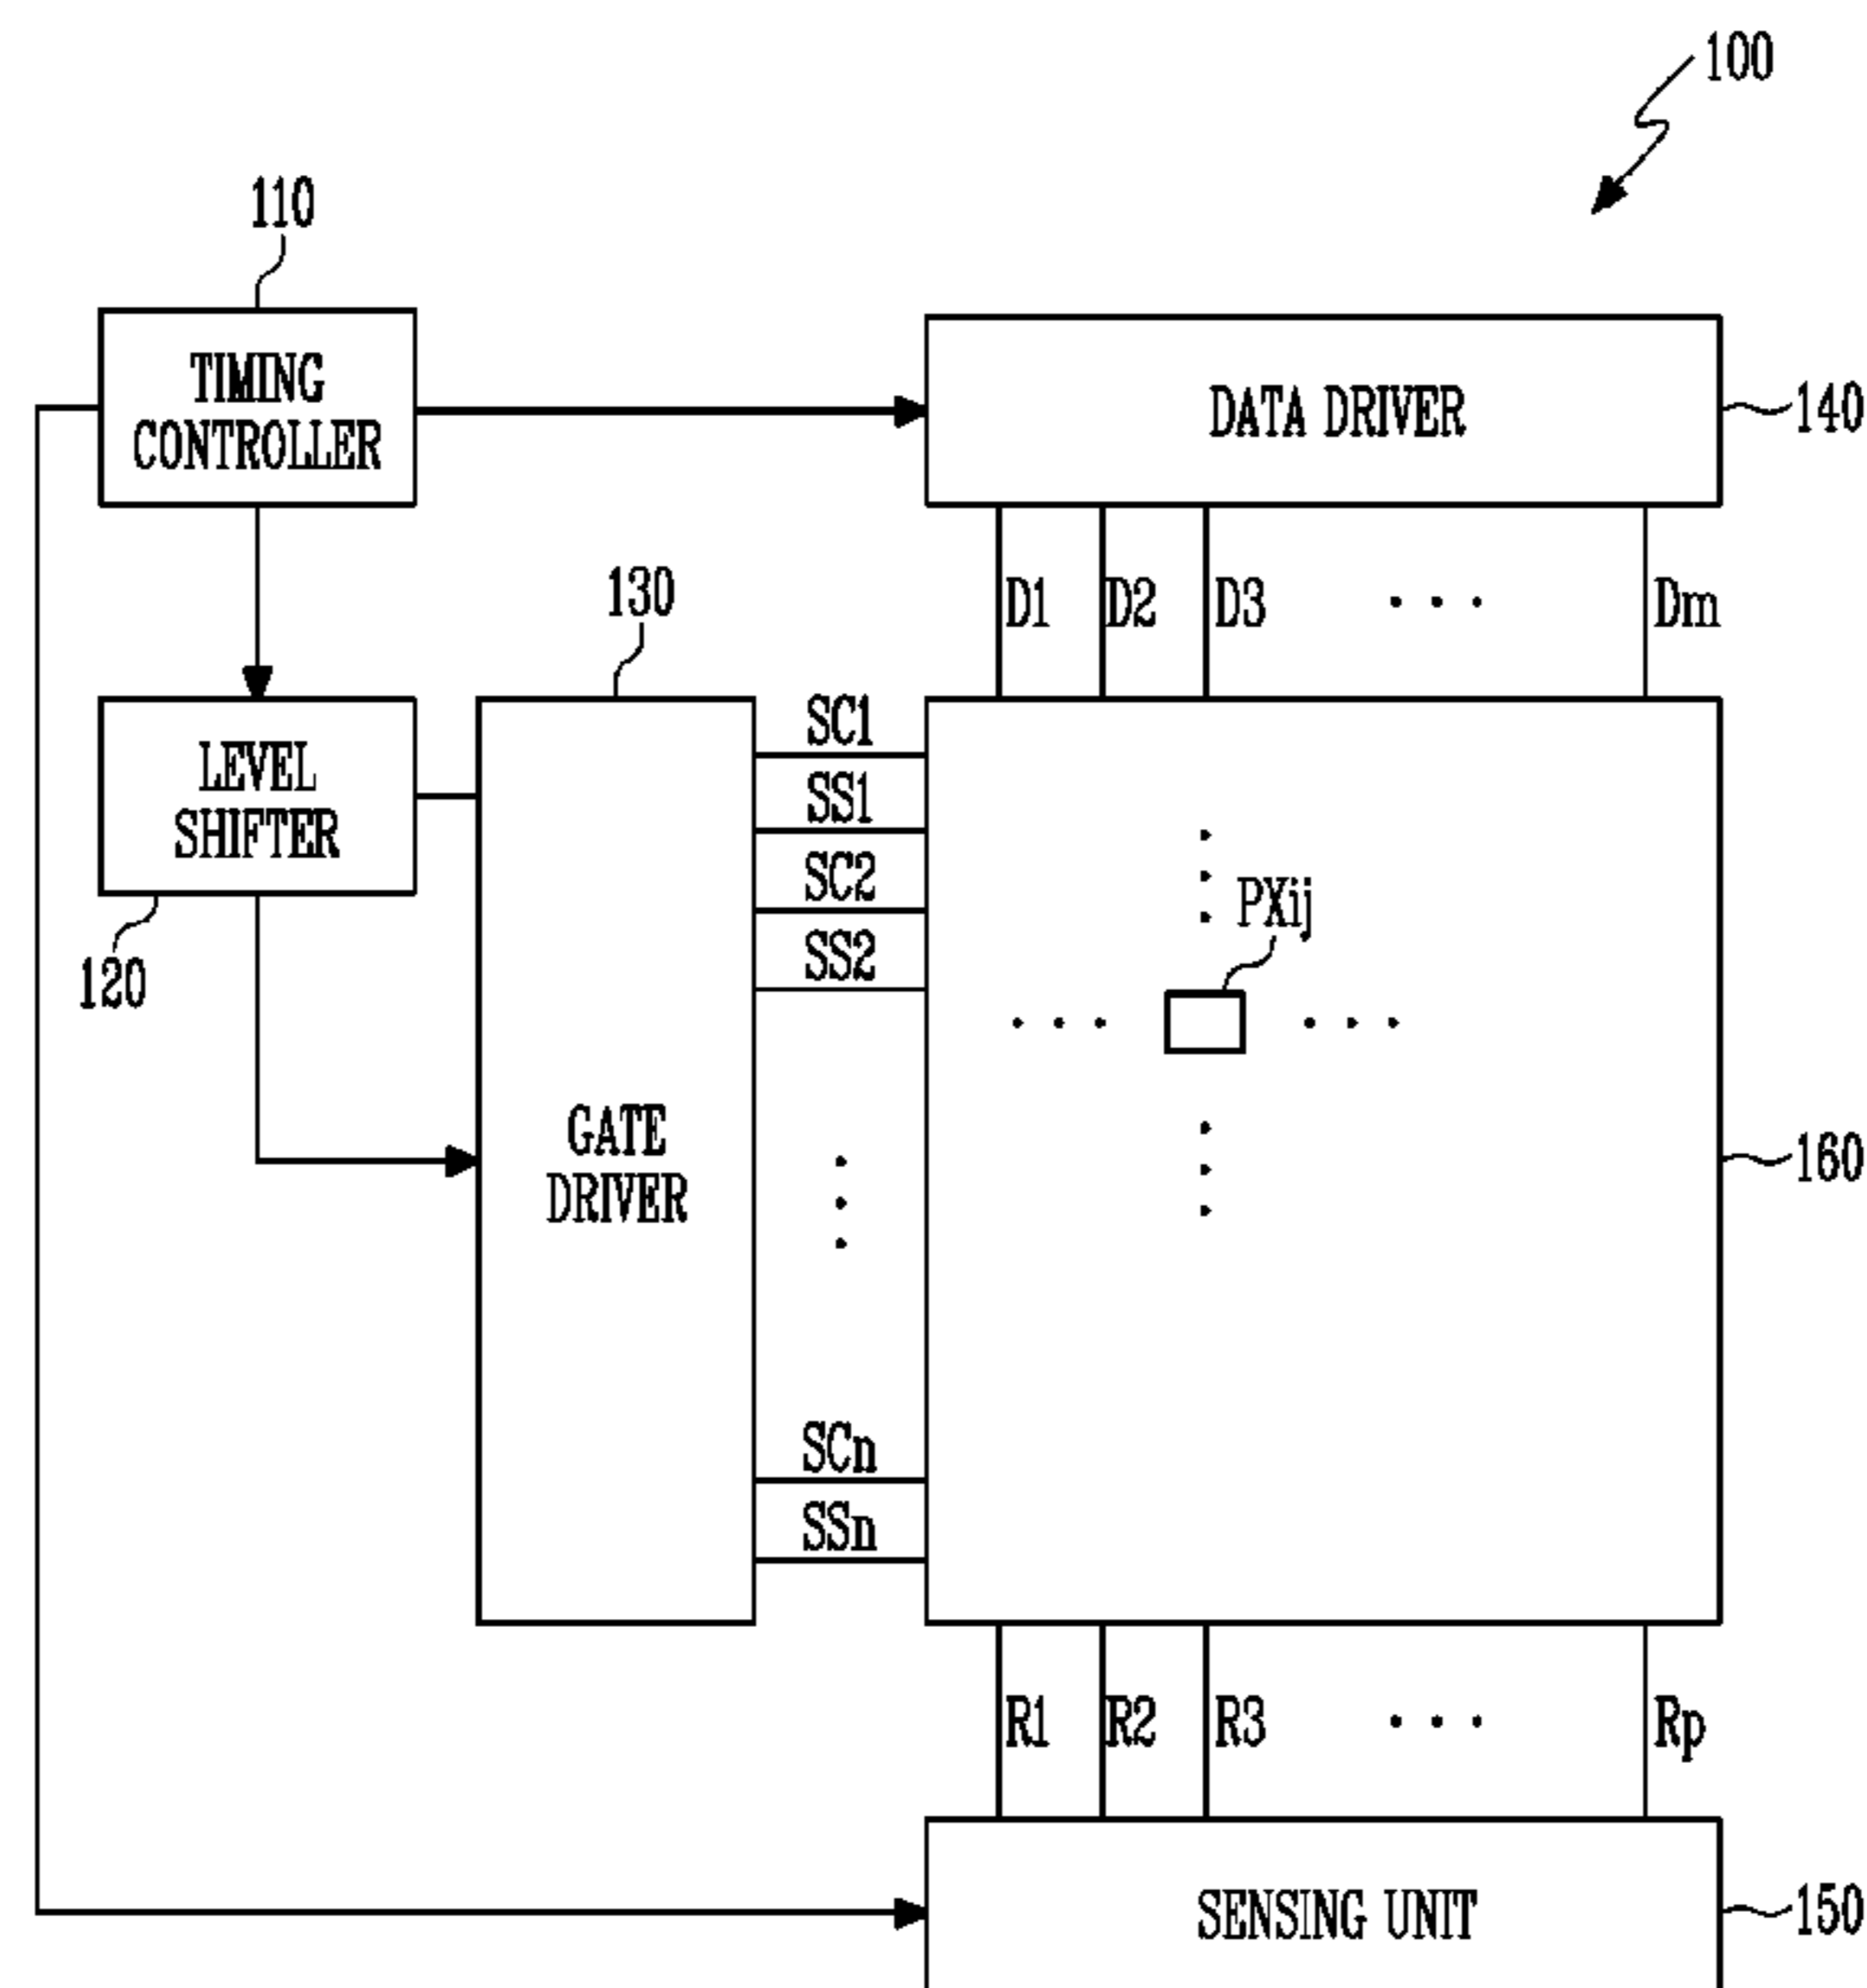 100
110
TIMING
CONTROLLER
DATA DRIVER
140
D1 D2 D3 ... Dm
130
LEVEL
SHIFTER
120
SC1
SS1
SC2
SS2
PXij
GATE
DRIVER
160
SCn
SSn
R1 R2 R3 ... Rp
SENSING UNIT
150